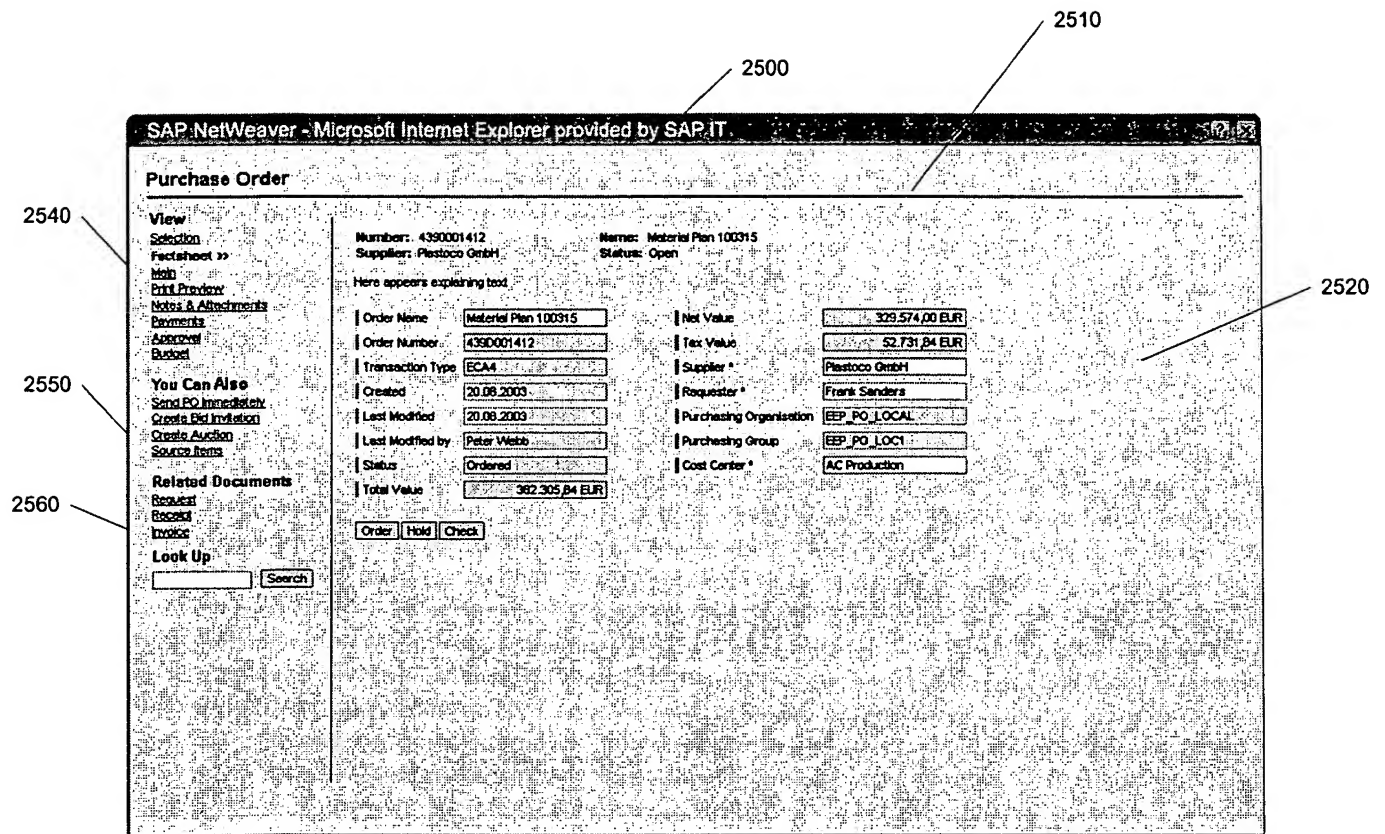 2510
2500
SAP NetWeaver - Microsoft Internet Explorer provided by SAP IT
Purchase Order
2540
View
Selection
Factsheet »
Main
Print Preview
Notes & Attachments
Payments
Approval
Budget
Number: 4390001412 Name: Material Plan 100315
Supplier: Plastoco GmbH Status: Open
Here appears explaining text
2520
Order Name Material Plan 100315 Net Value 329.574,00 EUR
Order Number 4390001412 Tax Value 52.731,84 EUR
Transaction Type ECA4 Supplier * Plastoco GmbH
Created 20.08.2003 Requester * Frank Sanders
Last Modified 20.08.2003 Purchasing Organisation EEP_PO_LOCAL
Last Modified by Peter Webb Purchasing Group EEP_PO_LOC1
Status Ordered Cost Center * AC Production
Total Value 382.305,84 EUR
Order Hold Check
2550
You Can Also
Send PO Immediately
Create Bid Invitation
Create Auction
Source Items
2560
Related Documents
Request
Receipt
Invoice
Look Up
Search